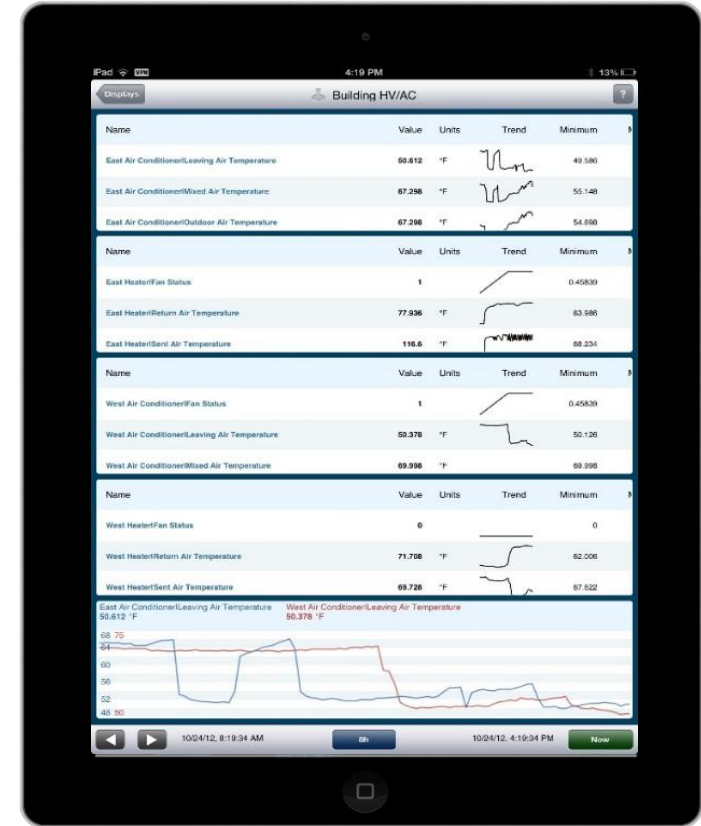 iPad VPN 4:19 PM 13%
Displays Building HV/AC ?
Name Value Units Trend Minimum
East Air Conditioner|Leaving Air Temperature 50.612 °F 49.586
East Air Conditioner|Mixed Air Temperature 67.298 °F 55.148
East Air Conditioner|Outdoor Air Temperature 67.298 °F 54.698
Name Value Units Trend Minimum
East Heater|Fan Status 1 0.45839
East Heater|Return Air Temperature 77.936 °F 63.986
East Heater|Sent Air Temperature 116.6 °F 68.234
Name Value Units Trend Minimum
West Air Conditioner|Fan Status 1 0.45839
West Air Conditioner|Leaving Air Temperature 50.378 °F 50.126
West Air Conditioner|Mixed Air Temperature 69.998 °F 69.998
Name Value Units Trend Minimum
West Heater|Fan Status 0 0
West Heater|Return Air Temperature 71.708 °F 62.006
West Heater|Sent Air Temperature 69.728 °F 67.622
East Air Conditioner|Leaving Air Temperature West Air Conditioner|Leaving Air Temperature
50.612 °F 50.378 °F
68 75
64
60
56
52
48 50
10/24/12, 8:19:34 AM 8h 10/24/12, 4:19:34 PM Now